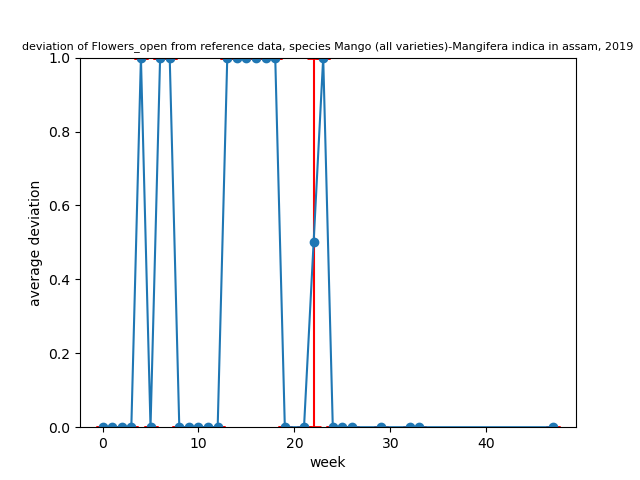 deviation of Flowers_open from reference data, species Mango (all varieties)-Mangifera indica in assam, 2019
1.0
0.8
0.6
0.4
0.2
0.0
average deviation
0 10 20 30 40
week